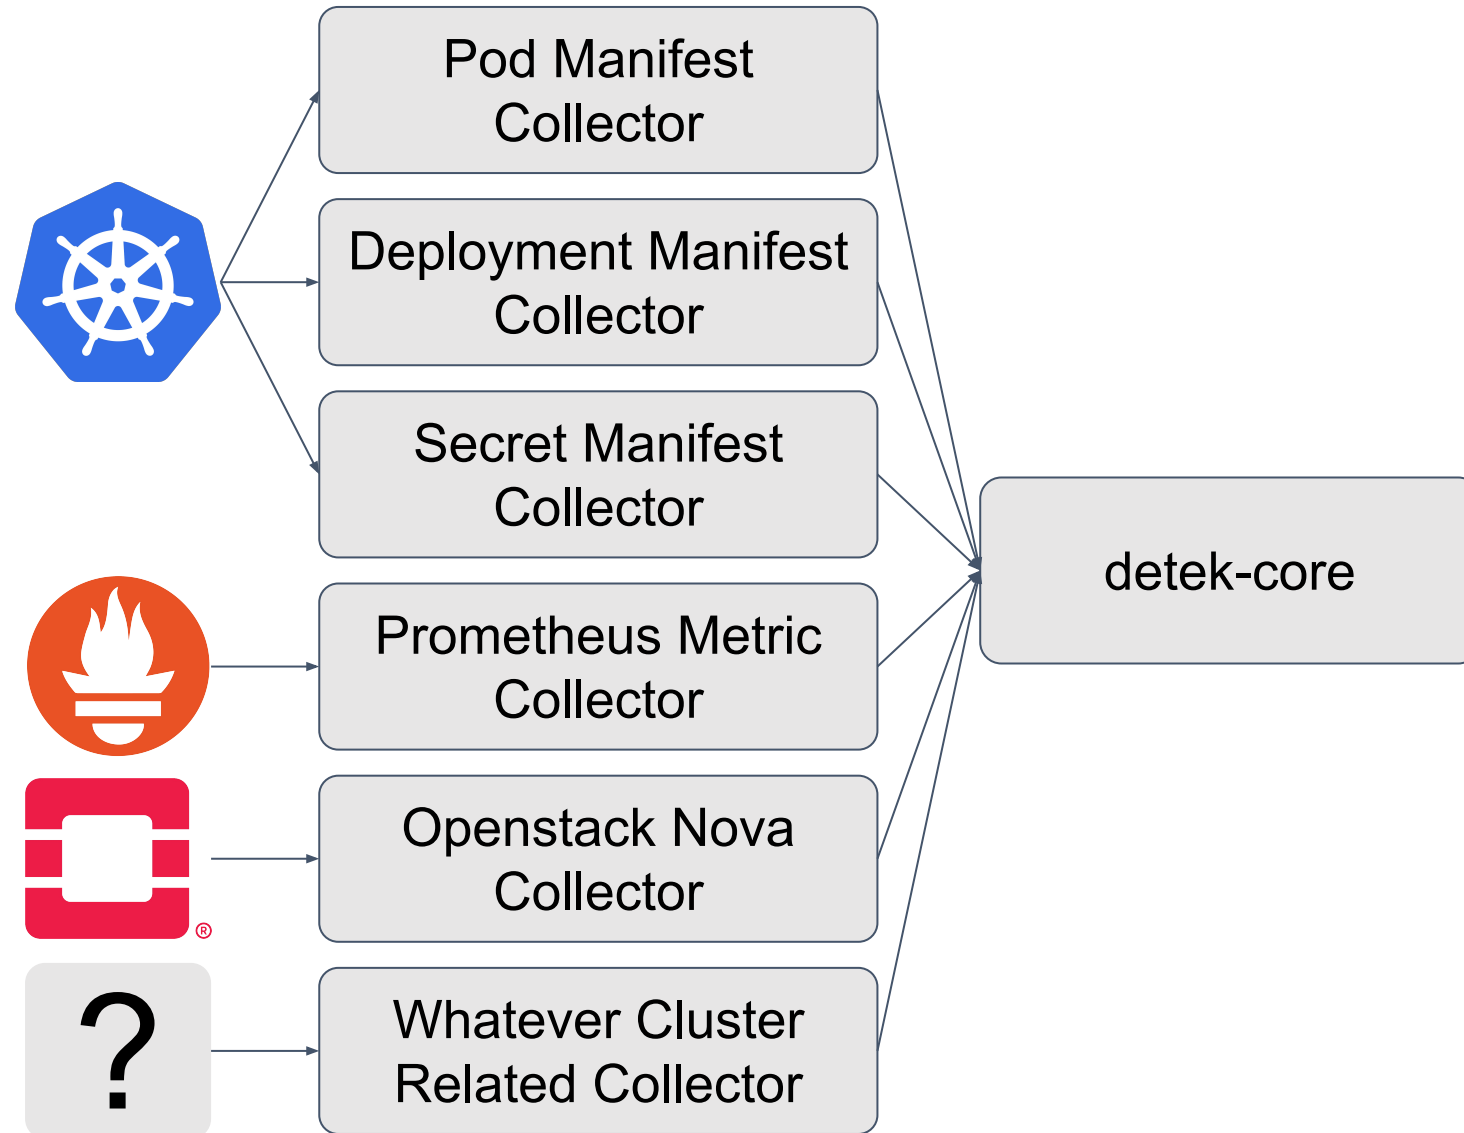 Pod Manifest
Collector
Deployment Manifest
Collector
Secret Manifest
Collector
detek-core
Prometheus Metric
Collector
Openstack Nova
Collector
®
?
Whatever Cluster
Related Collector